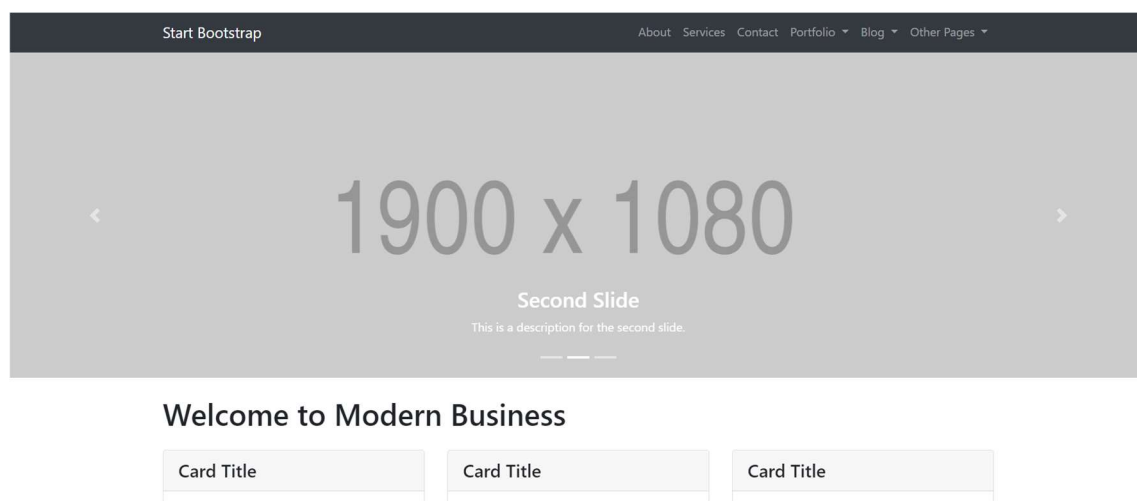 Start Bootstrap About Services Contact Portfolio Blog Other Pages
1900 x 1080
Second Slide
This is a description for the second slide.
Welcome to Modern Business
Card Title Card Title Card Title